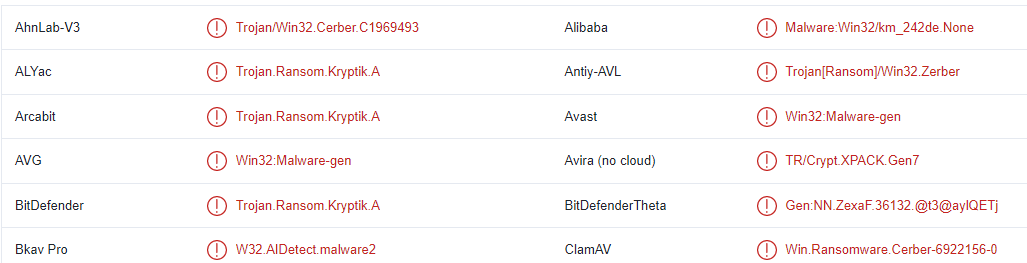 AhnLab-V3 Trojan/Win32.Cerber.C1969493 Alibaba Malware:Win32/km_242de.None
ALYac Trojan.Ransom.Kryptik.A Antiy-AVL Trojan[Ransom]/Win32.Zerber
Arcabit Trojan.Ransom.Kryptik.A Avast Win32:Malware-gen
AVG Win32:Malware-gen Avira (no cloud) TR/Crypt.XPACK.Gen7
BitDefender Trojan.Ransom.Kryptik.A BitDefenderTheta Gen:NN.ZexaF.36132.@t3@aylQETj
Bkav Pro W32.AIDetect.malware2 ClamAV Win.Ransomware.Cerber-6922156-0